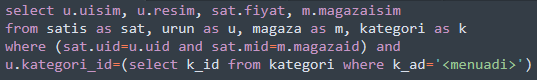 select u.uisim, u.resim, sat.fiyat, m.magazaisim
from satis as sat, urun as u, magaza as m, kategori as k
where (sat.uid=u.uid and sat.mid=m.magazaid) and
u.kategori_id=(select k_id from kategori where k_ad='<menuadi>')